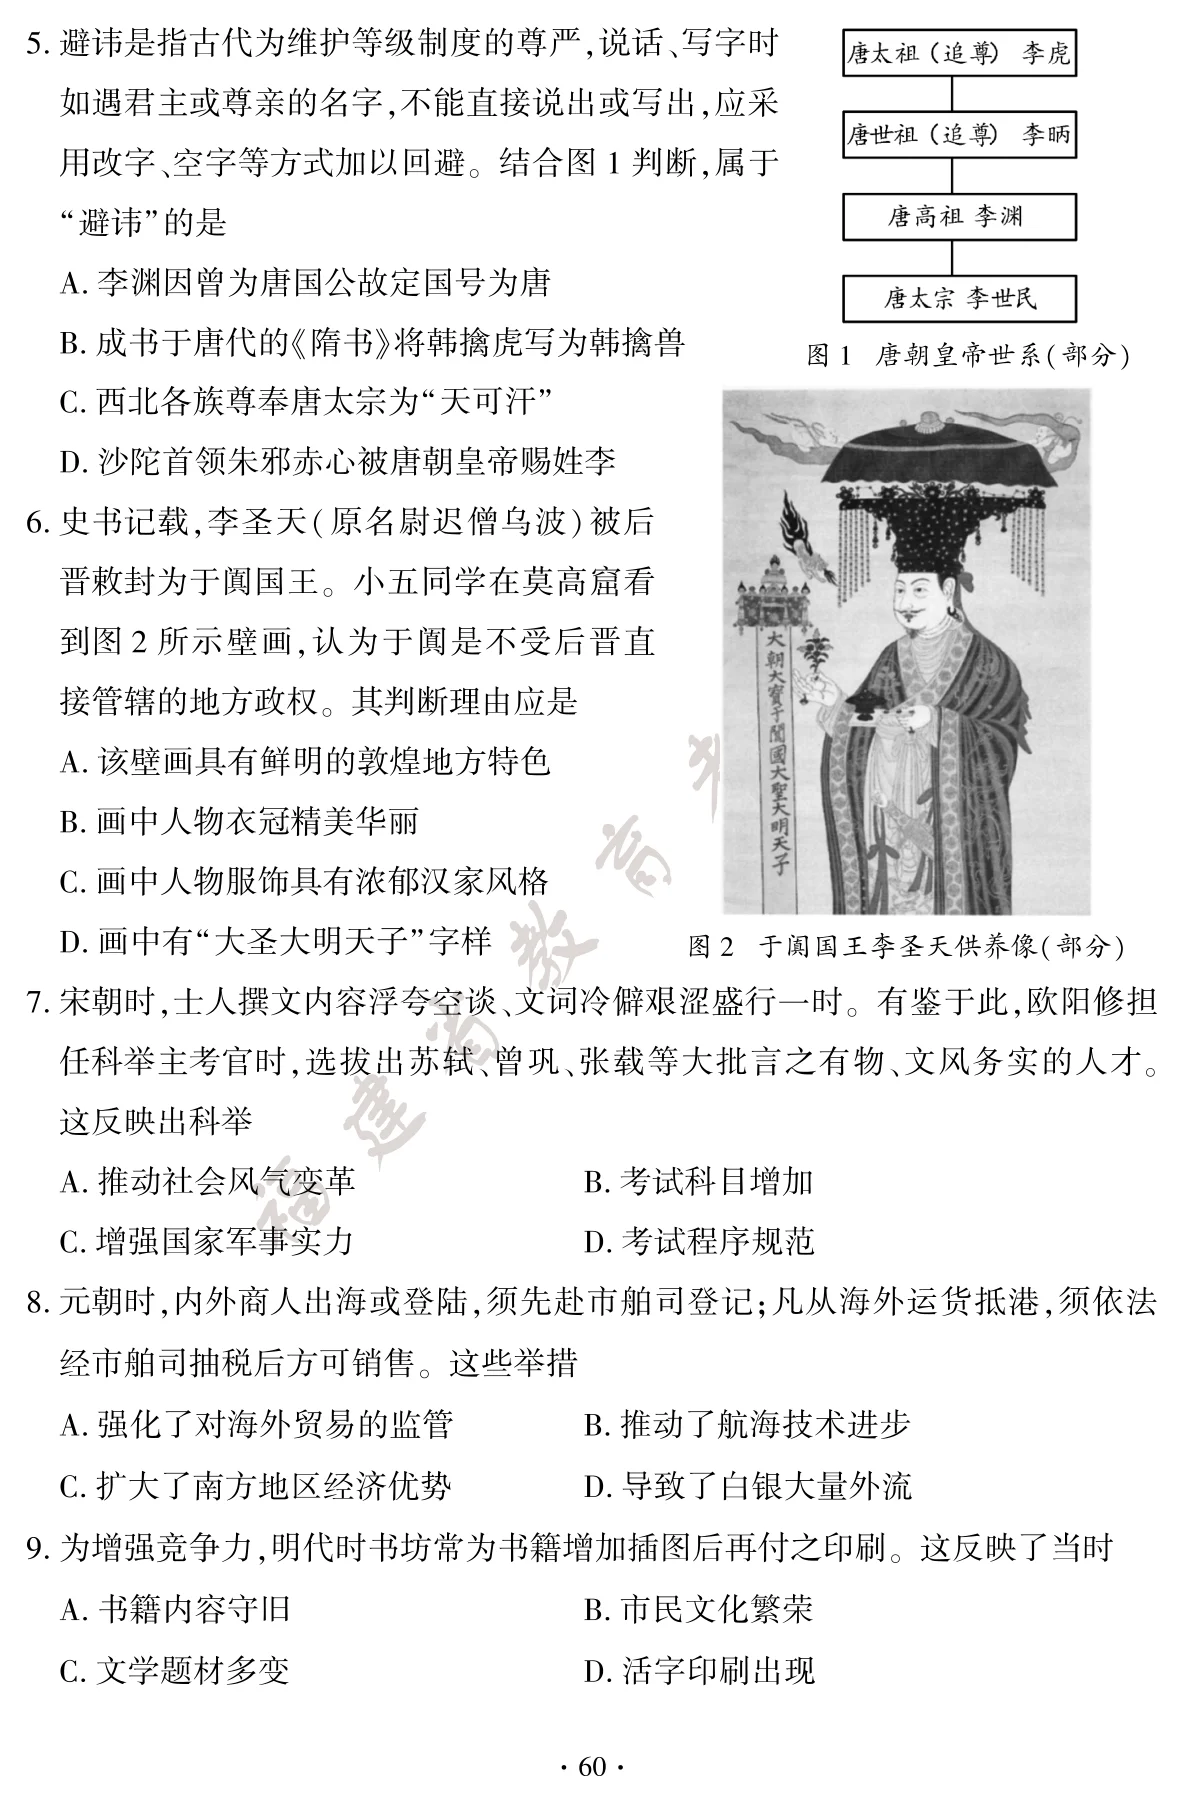 5. 避讳是指古代为维护等级制度的尊严,说话、写字时
如遇君主或尊亲的名字,不能直接说出或写出,应采
用改字、空字等方式加以回避。结合图1判断,属于
“避讳”的是
A. 李渊因曾为唐国公故定国号为唐
B. 成书于唐代的《隋书》将韩擒虎写为韩擒兽
C. 西北各族尊奉唐太宗为“天可汗”
D. 沙陀首领朱邪赤心被唐朝皇帝赐姓李
唐太祖(追尊) 李虎
唐世祖(追尊) 李昞
唐高祖 李渊
唐太宗 李世民
图1 唐朝皇帝世系(部分)
6. 史书记载,李圣天(原名尉迟僧乌波)被后
晋敕封为于阗国王。小五同学在莫高窟看
到图2所示壁画,认为于阗是不受后晋直
接管辖的地方政权。其判断理由应是
A. 该壁画具有鲜明的敦煌地方特色
B. 画中人物衣冠精美华丽
C. 画中人物服饰具有浓郁汉家风格
D. 画中有“大圣大明天子”字样
大朝大寶于闐國大聖大明天子
图2 于阗国王李圣天供养像(部分)
7. 宋朝时,士人撰文内容浮夸空谈、文词冷僻艰涩盛行一时。有鉴于此,欧阳修担
任科举主考官时,选拔出苏轼、曾巩、张载等大批言之有物、文风务实的人才。
这反映出科举
A. 推动社会风气变革 B. 考试科目增加
C. 增强国家军事实力 D. 考试程序规范
8. 元朝时,内外商人出海或登陆,须先赴市舶司登记;凡从海外运货抵港,须依法
经市舶司抽税后方可销售。这些举措
A. 强化了对海外贸易的监管 B. 推动了航海技术进步
C. 扩大了南方地区经济优势 D. 导致了白银大量外流
9. 为增强竞争力,明代时书坊常为书籍增加插图后再付之印刷。这反映了当时
A. 书籍内容守旧 B. 市民文化繁荣
C. 文学题材多变 D. 活字印刷出现
福建省教育
· 60 ·